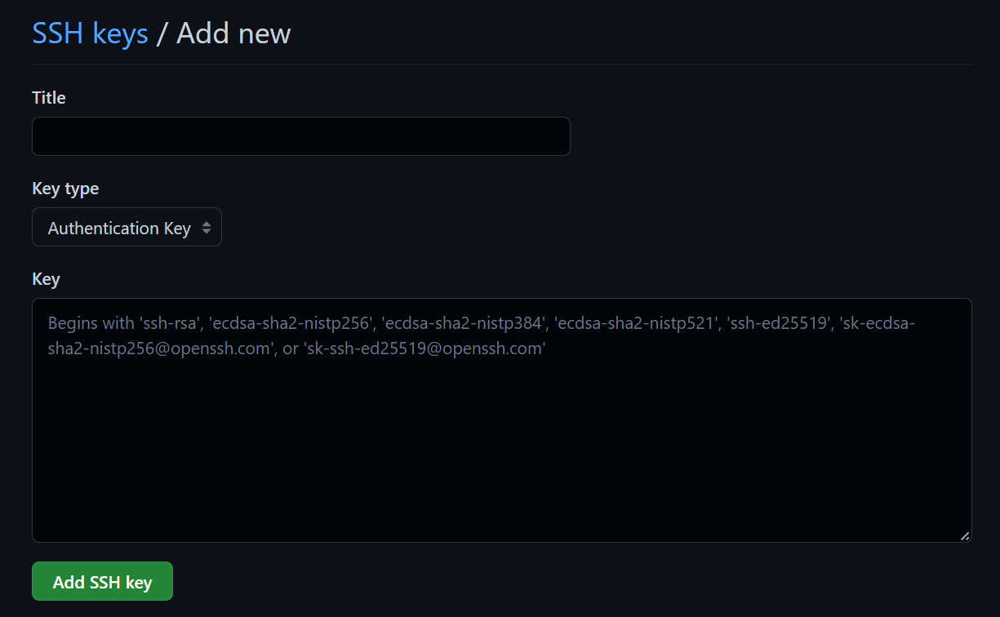 SSH keys / Add new
Title
Key type
Authentication Key
Key
Begins with 'ssh-rsa', 'ecdsa-sha2-nistp256', 'ecdsa-sha2-nistp384', 'ecdsa-sha2-nistp521', 'ssh-ed25519', 'sk-ecdsa-
sha2-nistp256@openssh.com', or 'sk-ssh-ed25519@openssh.com'
Add SSH key